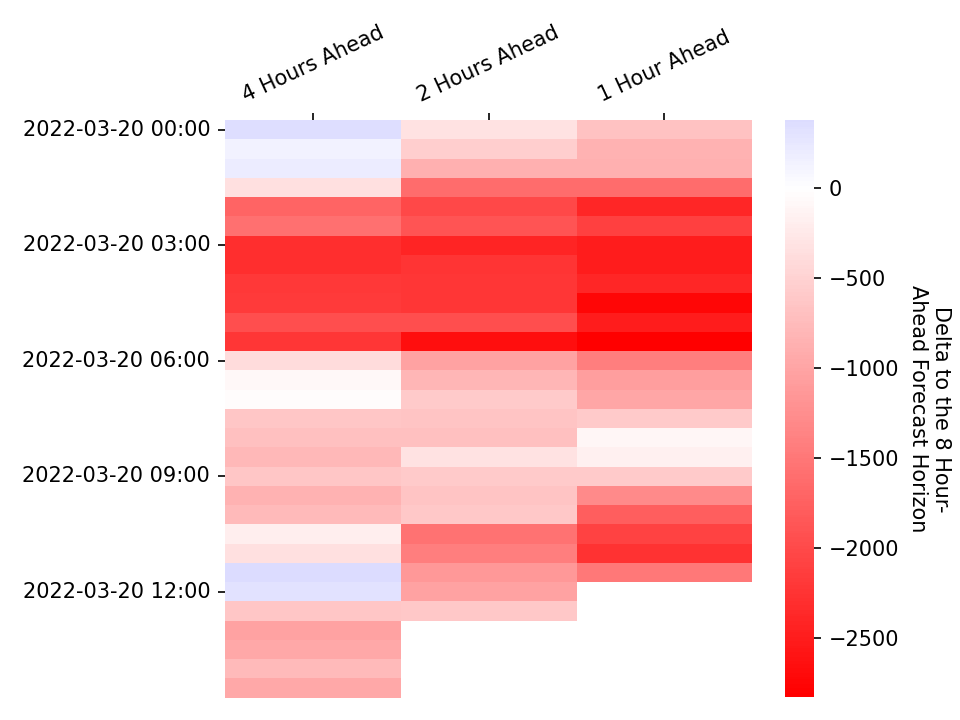 4 Hours Ahead
2 Hours Ahead
1 Hour Ahead
2022-03-20 00:00
2022-03-20 03:00
2022-03-20 06:00
2022-03-20 09:00
2022-03-20 12:00
0
−500
−1000
−1500
−2000
−2500
Delta to the 8 Hour-
Ahead Forecast Horizon